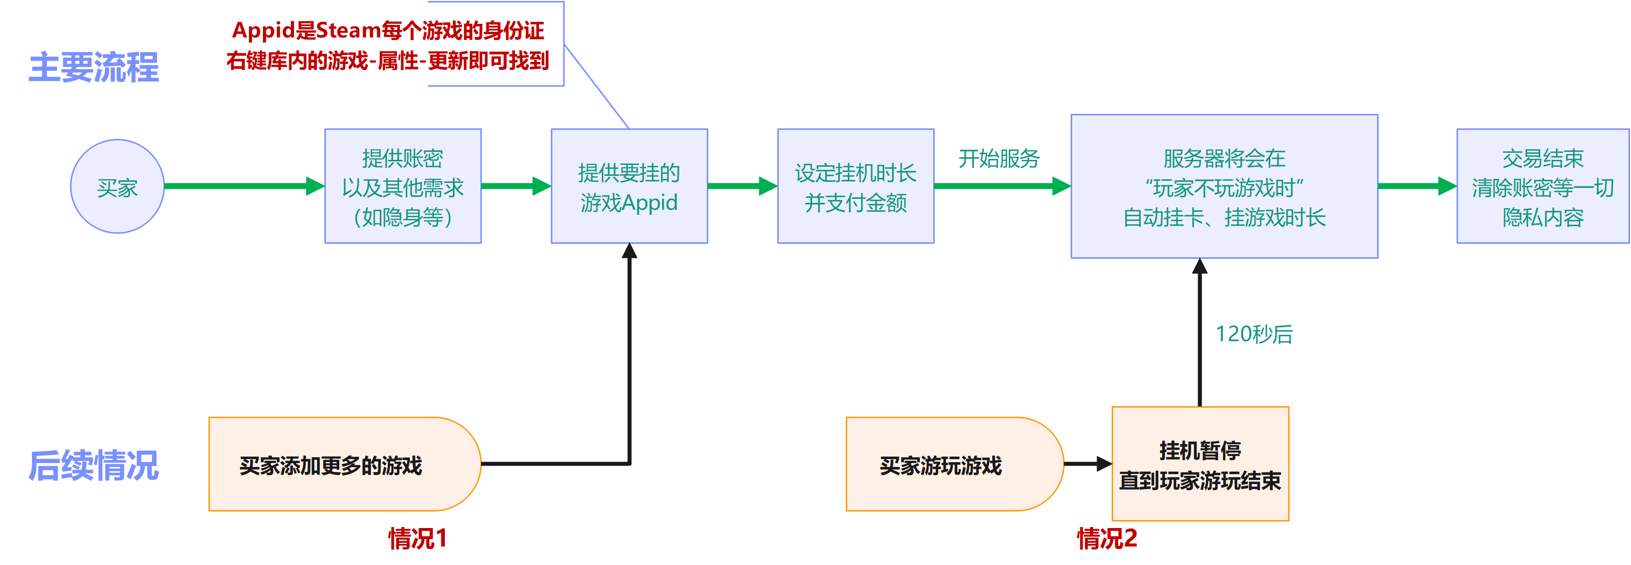 Appid是Steam每个游戏的身份证
右键库内的游戏-属性-更新即可找到
主要流程
买家
提供账密
以及其他需求
（如隐身等）
提供要挂的
游戏Appid
设定挂机时长
并支付金额
开始服务
服务器将会在
“玩家不玩游戏时”
自动挂卡、挂游戏时长
交易结束
清除账密等一切
隐私内容
120秒后
后续情况
买家添加更多的游戏
情况1
买家游玩游戏
挂机暂停
直到玩家游玩结束
情况2